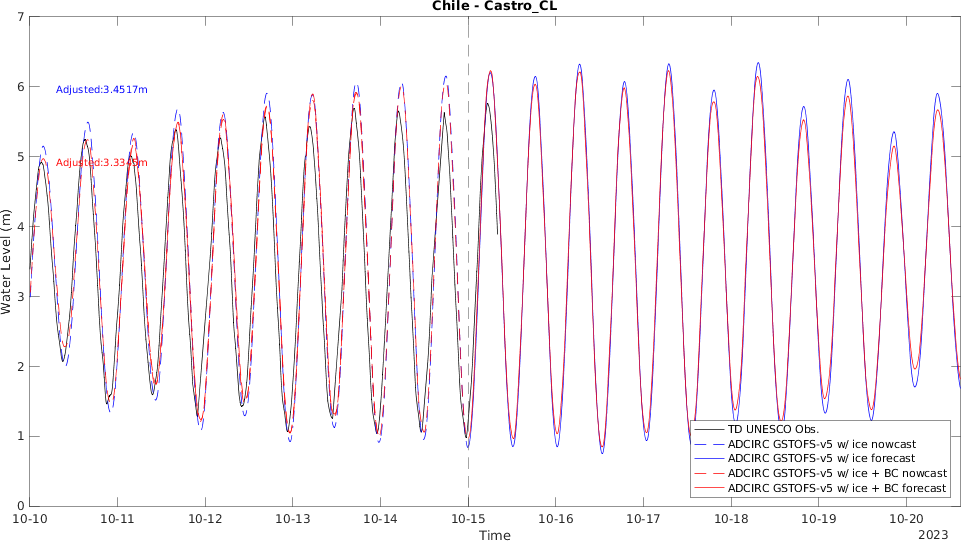 Chile - Castro_CL
7
6
5
4
3
2
1
0
Water Level (m)
Adjusted:3.4517m
Adjusted:3.3345m
TD UNESCO Obs.
ADCIRC GSTOFS-v5 w/ ice nowcast
ADCIRC GSTOFS-v5 w/ ice forecast
ADCIRC GSTOFS-v5 w/ ice + BC nowcast
ADCIRC GSTOFS-v5 w/ ice + BC forecast
10-10 10-11 10-12 10-13 10-14 10-15 10-16 10-17 10-18 10-19 10-20
Time
2023